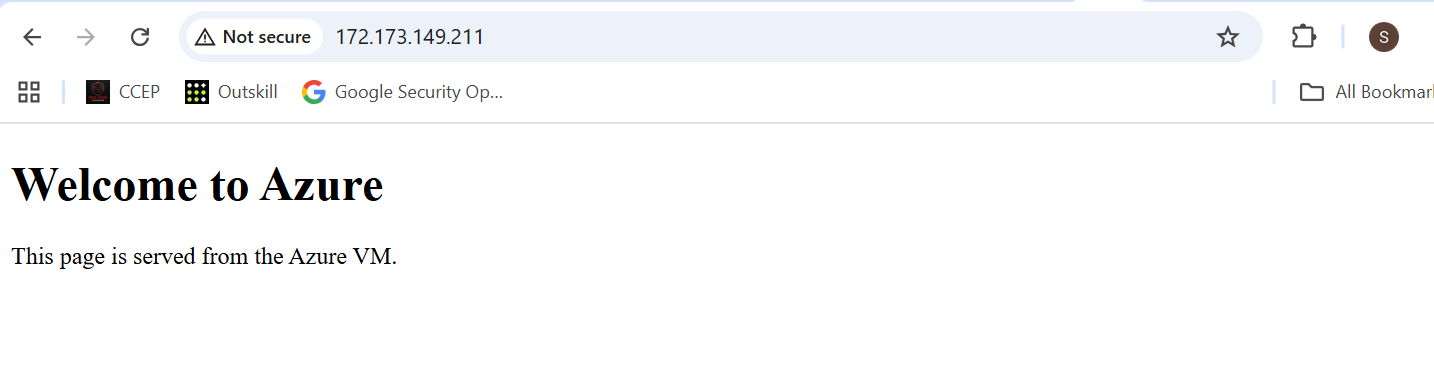 Not secure 172.173.149.211 S
CCEP Outskill Google Security Op... All Bookmar
Welcome to Azure
This page is served from the Azure VM.